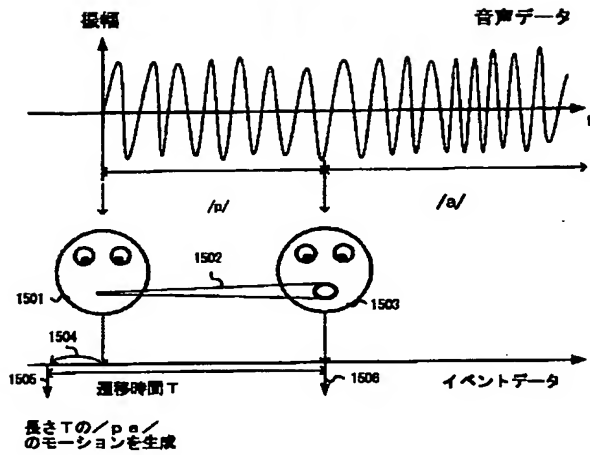 振幅
音声データ
t
/p/
/a/
1501
1502
1503
1504
1505
遷移時間T
1506
イベントデータ
長さTの/pa/
のモーションを生成